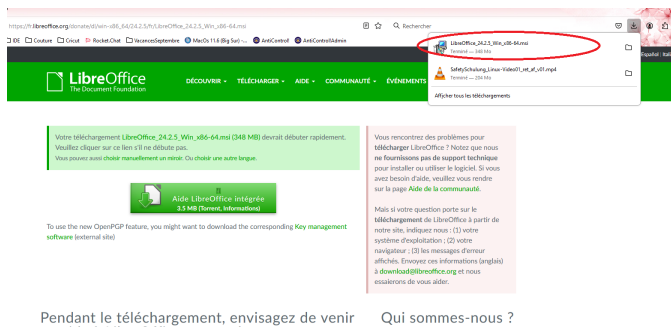 https://fr.libreoffice.org/donate/dl/win-x86_64/24.2.5/fr/LibreOffice_24.2.5_Win_x86-64.msi
Rechercher
IDE
Couture
Cricut
Rocket.Chat
VacancesSeptembre
MacOs 11.6 (Big Sur) -...
AntiControl!
AntiControlAdmin
LibreOffice_24.2.5_Win_x86-64.msi
Terminé — 348 Mo
SafetySchulung_Linux-Video01_ret_af_v01.mp4
Terminé — 204 Mo
Afficher tous les téléchargements
Español
LibreOffice
The Document Foundation
DÉCOUVRIR
TÉLÉCHARGER
AIDE
COMMUNAUTÉ
ÉVÉNEMENTS
Votre téléchargement LibreOffice_24.2.5_Win_x86-64.msi (348 MB) devrait débuter rapidement.
Veuillez cliquer sur ce lien s'il ne débute pas.
Vous pouvez aussi choisir manuellement un miroir. Ou choisir une autre langue.
Aide LibreOffice intégrée
3.5 MB (Torrent, Informations)
To use the new OpenPGP feature, you might want to download the corresponding Key management
software (external site)
Vous rencontrez des problèmes pour
télécharger LibreOffice ? Notez que nous
ne fournissons pas de support technique
pour installer ou utiliser le logiciel. Si vous
avez besoin d'aide, veuillez vous rendre
sur la page Aide de la communauté.
Mais si votre question porte sur le
téléchargement de LibreOffice à partir de
notre site, indiquez nous : (1) votre
système d'exploitation ; (2) votre
navigateur ; (3) les messages d'erreur
affichés. Envoyez ces informations (anglais)
à download@libreoffice.org et nous
essaierons de vous aider.
Pendant le téléchargement, envisagez de venir
Qui sommes-nous ?